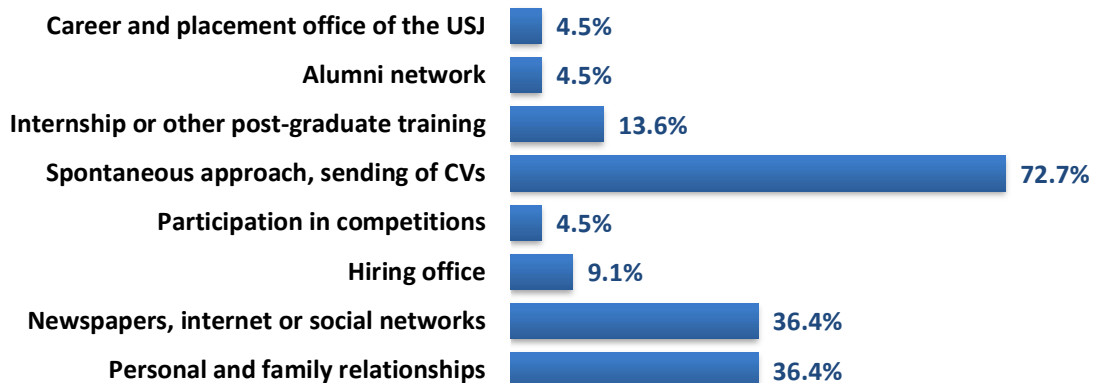 Career and placement office of the USJ 4.5%
Alumni network 4.5%
Internship or other post-graduate training 13.6%
Spontaneous approach, sending of CVs 72.7%
Participation in competitions 4.5%
Hiring office 9.1%
Newspapers, internet or social networks 36.4%
Personal and family relationships 36.4%